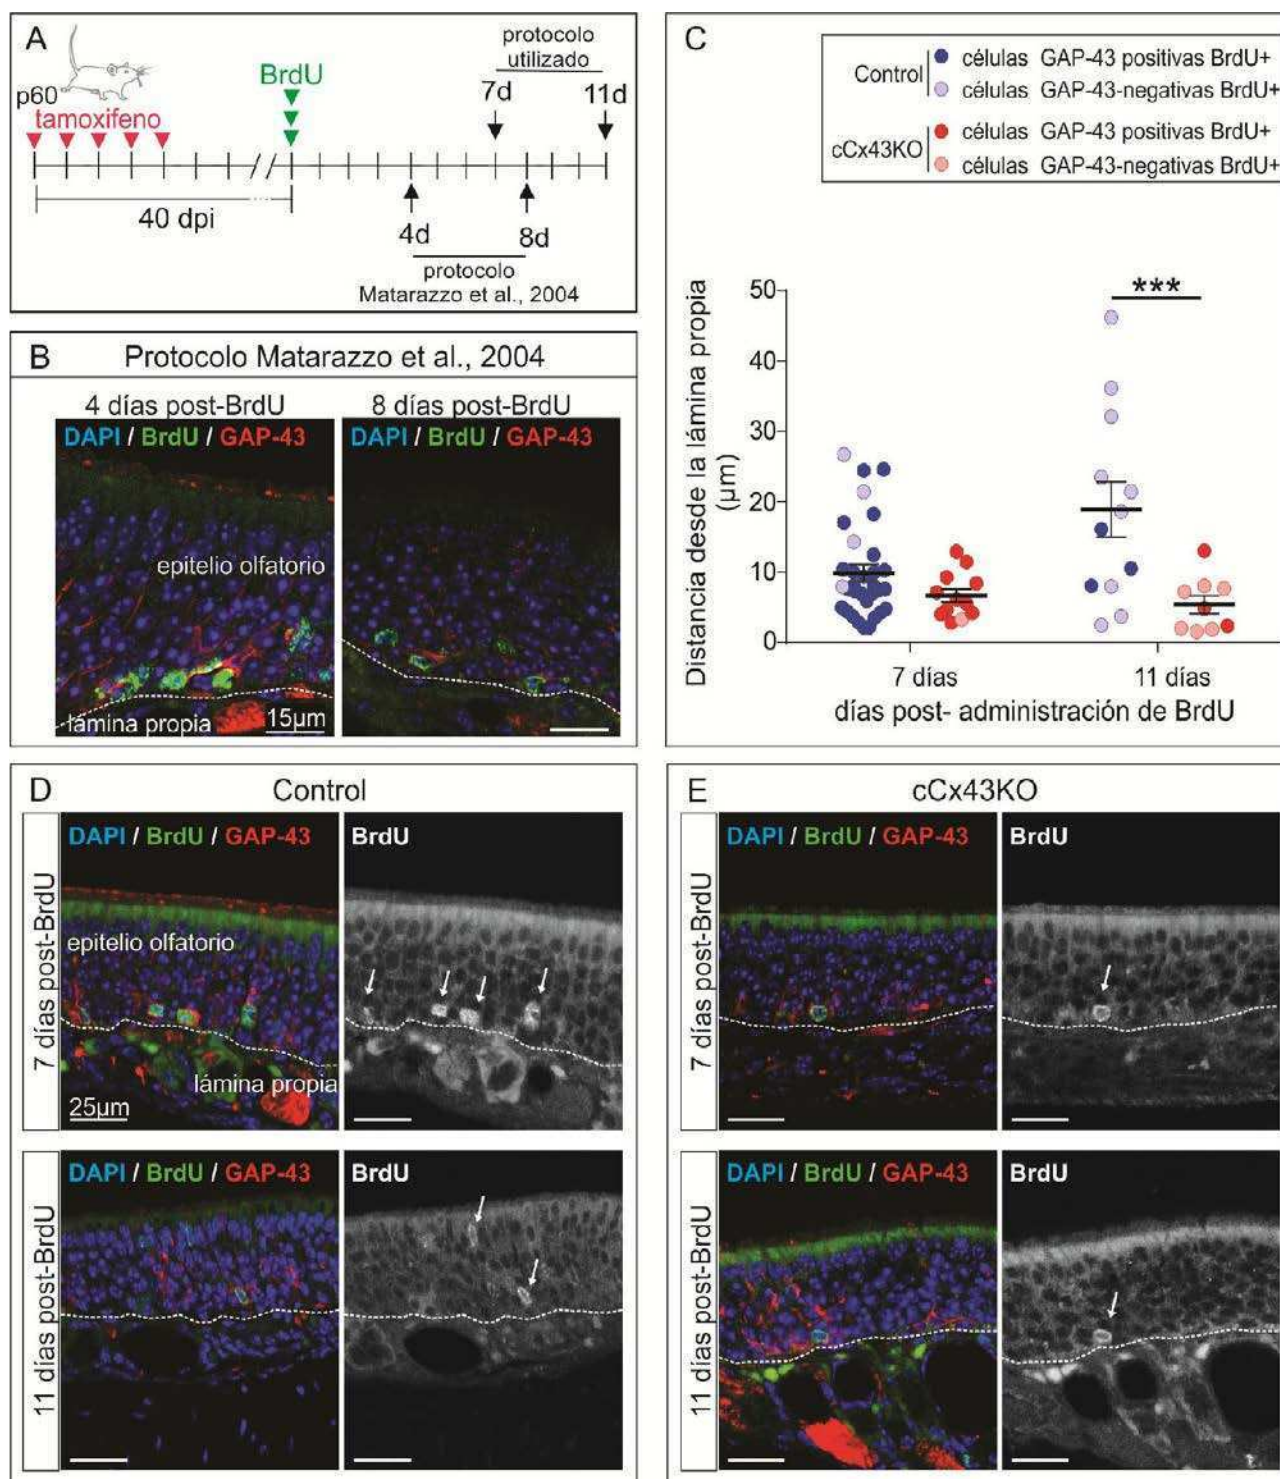 A
p60
tamoxifeno
BrdU
protocolo
utilizado
7d
11d
40 dpi
4d
8d
protocolo
Matarazzo et al., 2004
B
Protocolo Matarazzo et al., 2004
4 días post-BrdU
8 días post-BrdU
DAPI / BrdU / GAP-43
DAPI / BrdU / GAP-43
epitelio olfatorio
lámina propia
15µm
C
Control
células GAP-43 positivas BrdU+
células GAP-43-negativas BrdU+
cCx43KO
células GAP-43 positivas BrdU+
células GAP-43-negativas BrdU+
Distancia desde la lámina propia
(µm)
50
40
30
20
10
0
***
7 días
11 días
días post- administración de BrdU
D
Control
7 días post-BrdU
DAPI / BrdU / GAP-43
BrdU
epitelio olfatorio
lámina propia
25µm
11 días post-BrdU
DAPI / BrdU / GAP-43
BrdU
E
cCx43KO
7 días post-BrdU
DAPI / BrdU / GAP-43
BrdU
11 días post-BrdU
DAPI / BrdU / GAP-43
BrdU